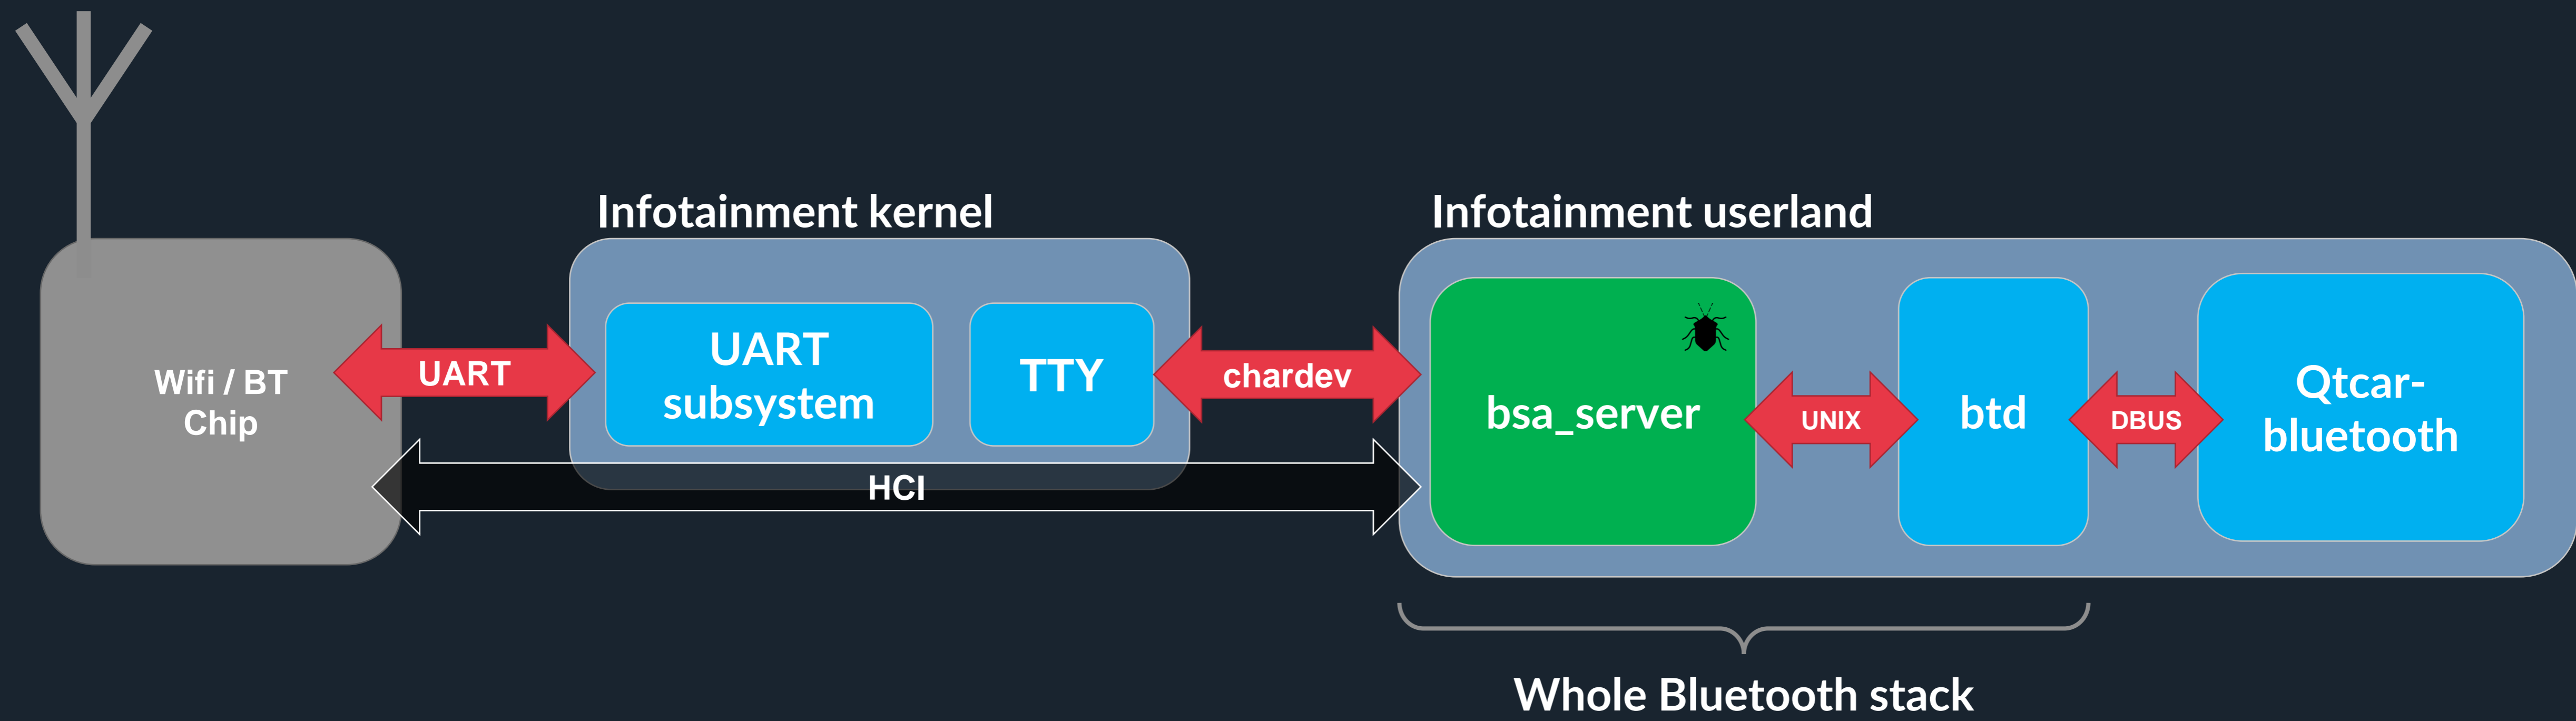 Infotainment kernel
Infotainment userland
Wifi / BT
Chip
UART
UART
subsystem
TTY
chardev
bsa_server
UNIX
btd
DBUS
Qtcar-
bluetooth
HCI
Whole Bluetooth stack